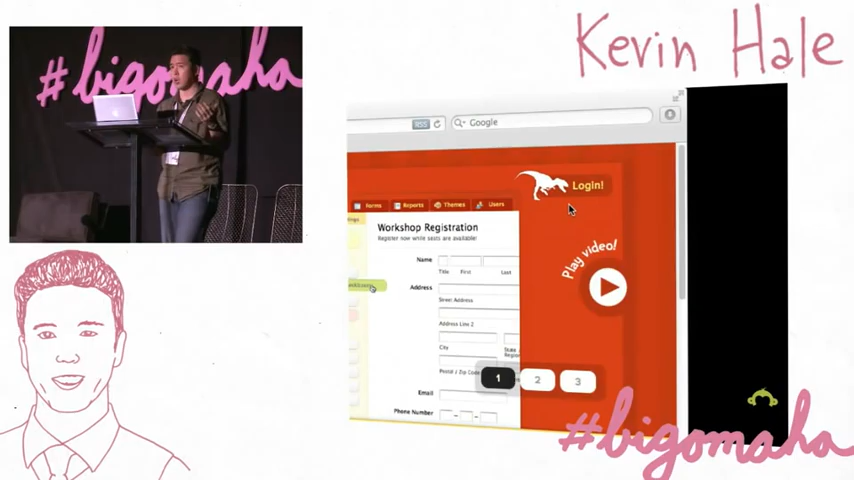 #bigomaha
Kevin Hale
RSS
Google
Login!
Forms
Reports
Themes
Users
Workshop Registration
Register now while seats are available!
Play video!
Name
Title First Last
Address
Street Address
Address Line 2
City
State
Postal / Zip Code
1 2 3
Email
Phone Number
#bigomaha